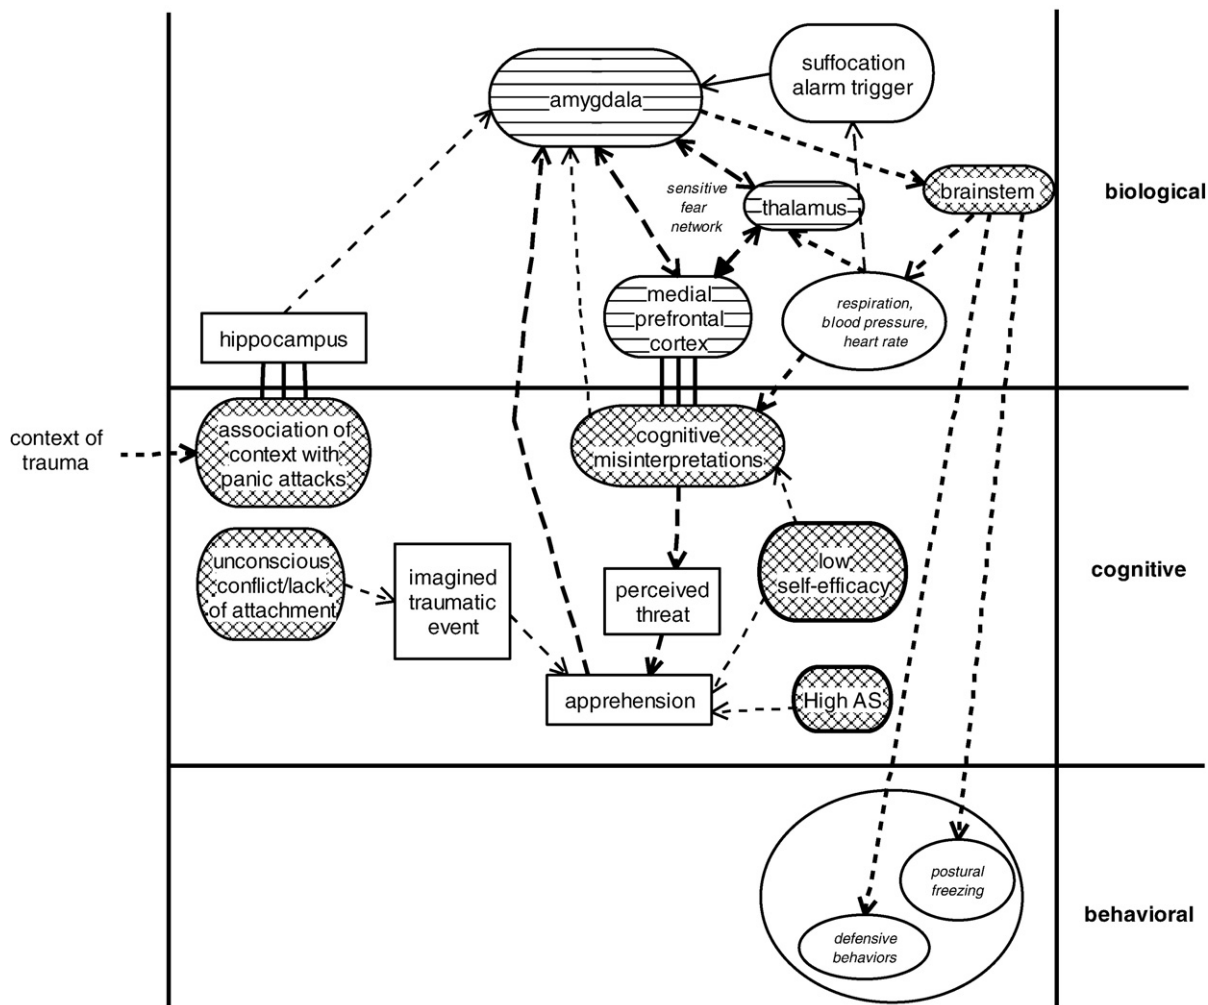 suffocation
alarm trigger
amygdala
brainstem
biological
sensitive
fear
network
thalamus
medial
prefrontal
cortex
respiration,
blood pressure,
heart rate
hippocampus
context of
trauma
association of
context with
panic attacks
cognitive
misinterpretations
unconscious
conflict/lack
of attachment
imagined
traumatic
event
perceived
threat
low
self-efficacy
cognitive
apprehension
High AS
postural
freezing
defensive
behaviors
behavioral